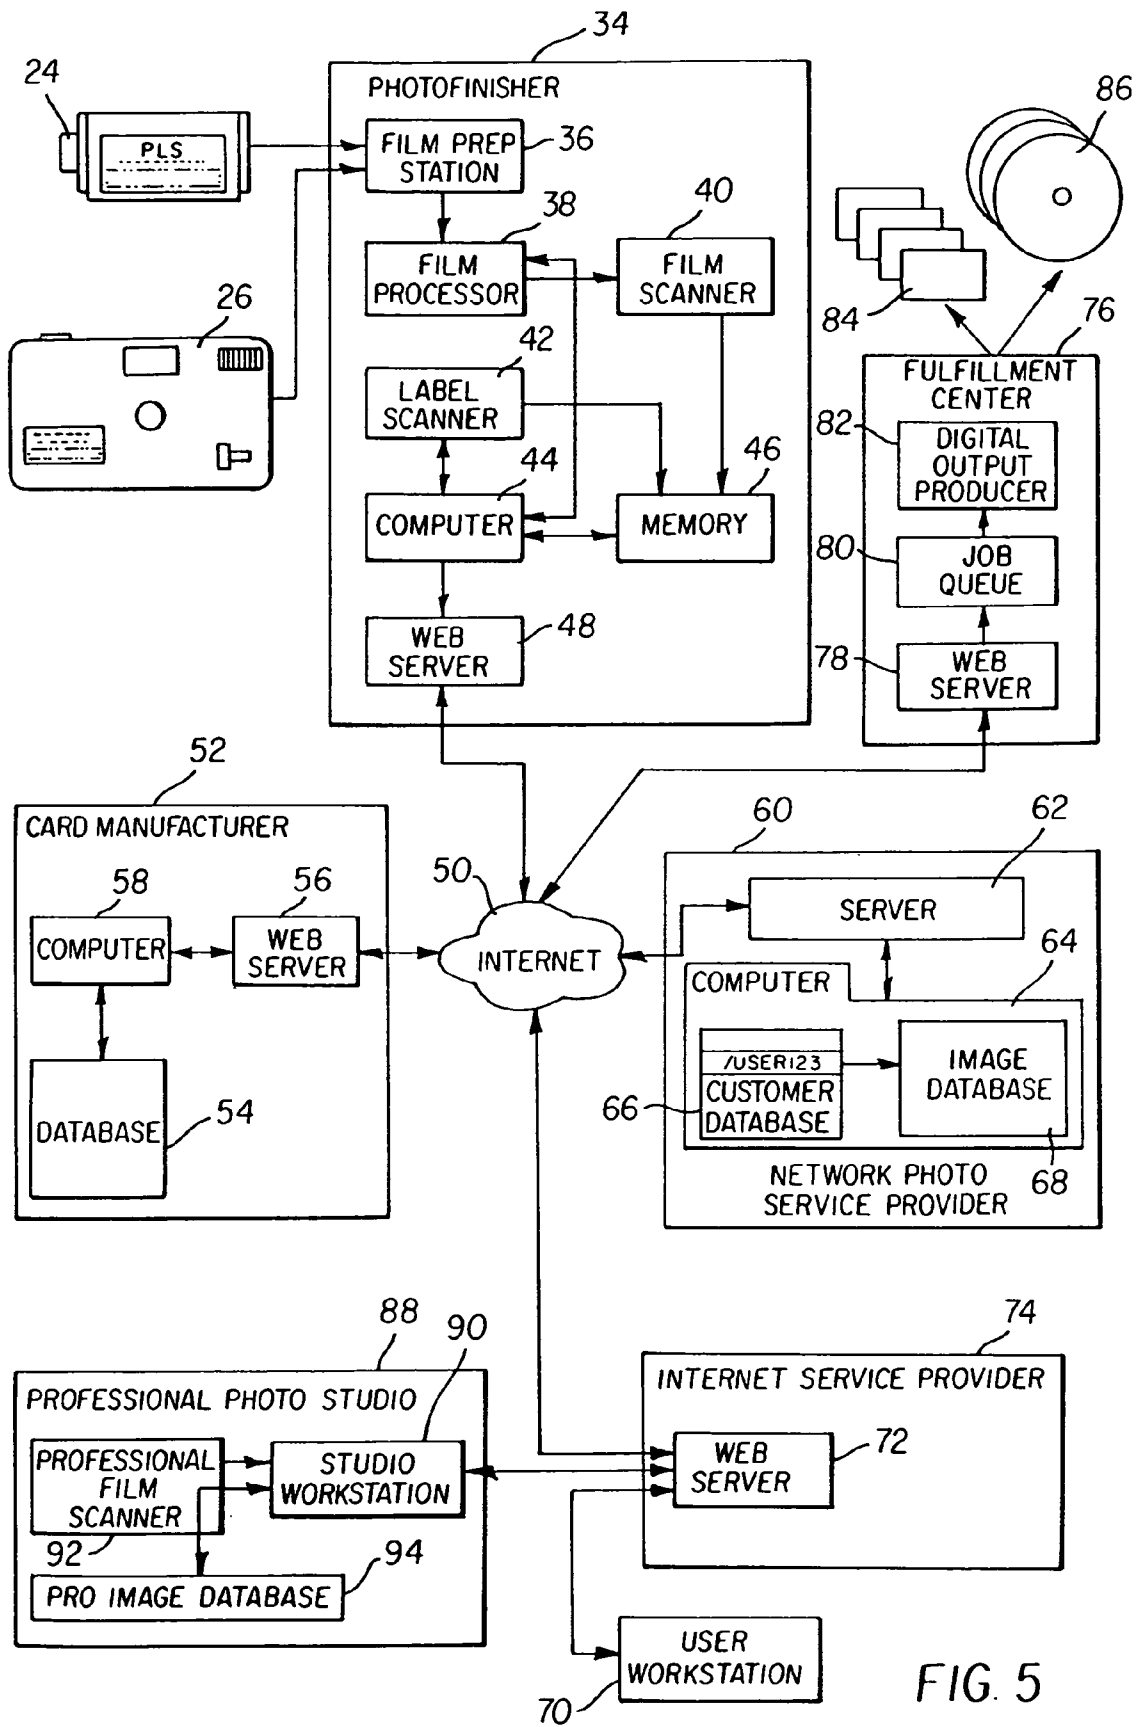 34
24
PHOTOFINISHER
86
PLS
FILM PREP
STATION
36
38
40
FILM
PROCESSOR
FILM
SCANNER
26
84
76
42
FULFILLMENT
CENTER
LABEL
SCANNER
82
DIGITAL
OUTPUT
PRODUCER
44
46
COMPUTER
MEMORY
80
JOB
QUEUE
WEB
SERVER
48
78
WEB
SERVER
52
CARD MANUFACTURER
60
62
50
58
56
SERVER
COMPUTER
WEB
SERVER
INTERNET
64
COMPUTER
/USER123
CUSTOMER
DATABASE
IMAGE
DATABASE
66
54
DATABASE
68
NETWORK PHOTO
SERVICE PROVIDER
88
90
74
PROFESSIONAL PHOTO STUDIO
INTERNET SERVICE PROVIDER
PROFESSIONAL
FILM
SCANNER
STUDIO
WORKSTATION
WEB
SERVER
72
92
94
PRO IMAGE DATABASE
USER
WORKSTATION
70
FIG. 5